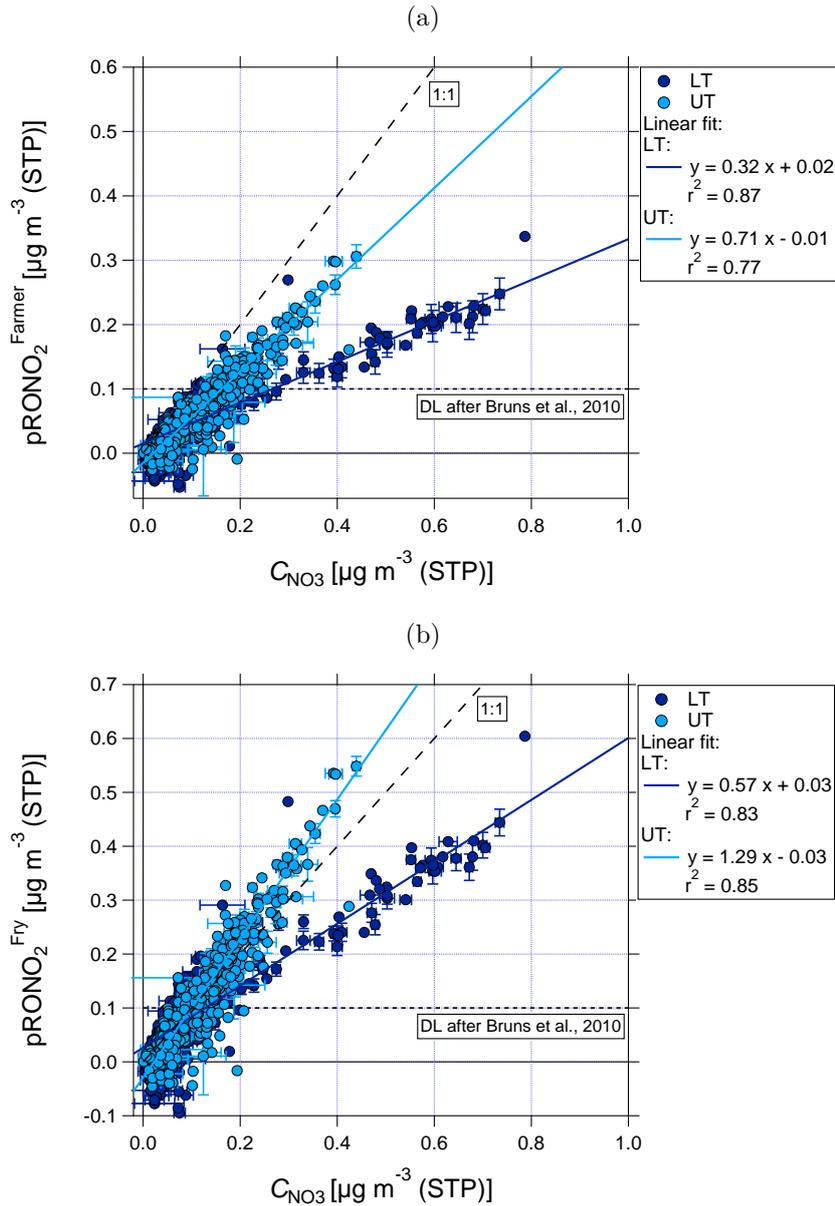 (a)
0.6
0.5
0.4
0.3
0.2
0.1
0.0
pRONO₂ᶠᵃʳᵐᵉʳ [µg m⁻³ (STP)]
1:1
DL after Bruns et al., 2010
0.0 0.2 0.4 0.6 0.8 1.0
C_NO3 [µg m⁻³ (STP)]
LT
UT
Linear fit:
LT:
y = 0.32 x + 0.02
r² = 0.87
UT:
y = 0.71 x - 0.01
r² = 0.77
(b)
0.7
0.6
0.5
0.4
0.3
0.2
0.1
0.0
-0.1
pRONO₂ᶠʳʸ [µg m⁻³ (STP)]
1:1
DL after Bruns et al., 2010
0.0 0.2 0.4 0.6 0.8 1.0
C_NO3 [µg m⁻³ (STP)]
LT
UT
Linear fit:
LT:
y = 0.57 x + 0.03
r² = 0.83
UT:
y = 1.29 x - 0.03
r² = 0.85